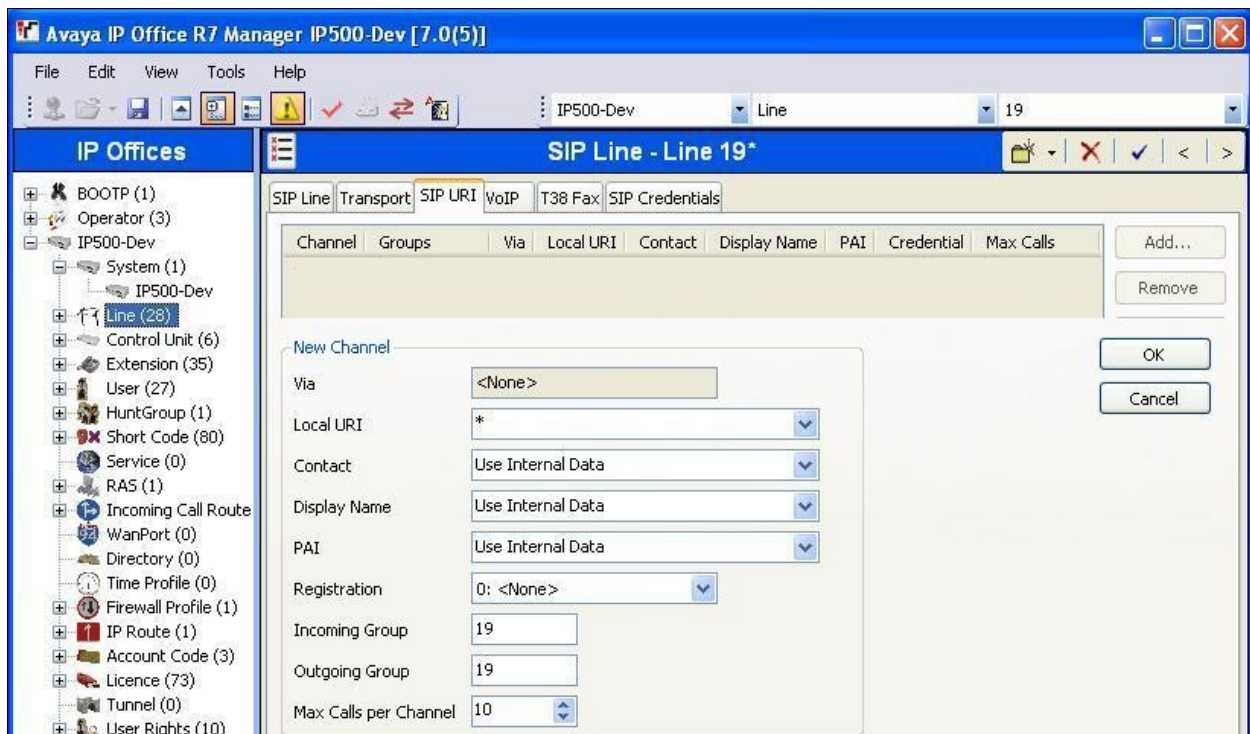 Avaya IP Office R7 Manager IP500-Dev [7.0(5)]
File Edit View Tools Help
IP500-Dev Line 19
IP Offices
BOOTP (1)
Operator (3)
IP500-Dev
System (1)
IP500-Dev
Line (28)
Control Unit (6)
Extension (35)
User (27)
HuntGroup (1)
Short Code (80)
Service (0)
RAS (1)
Incoming Call Route
WanPort (0)
Directory (0)
Time Profile (0)
Firewall Profile (1)
IP Route (1)
Account Code (3)
Licence (73)
Tunnel (0)
User Rights (10)
SIP Line - Line 19*
SIP Line Transport SIP URI VoIP T38 Fax SIP Credentials
Channel Groups Via Local URI Contact Display Name PAI Credential Max Calls
Add...
Remove
OK
Cancel
New Channel
Via <None>
Local URI *
Contact Use Internal Data
Display Name Use Internal Data
PAI Use Internal Data
Registration 0: <None>
Incoming Group 19
Outgoing Group 19
Max Calls per Channel 10